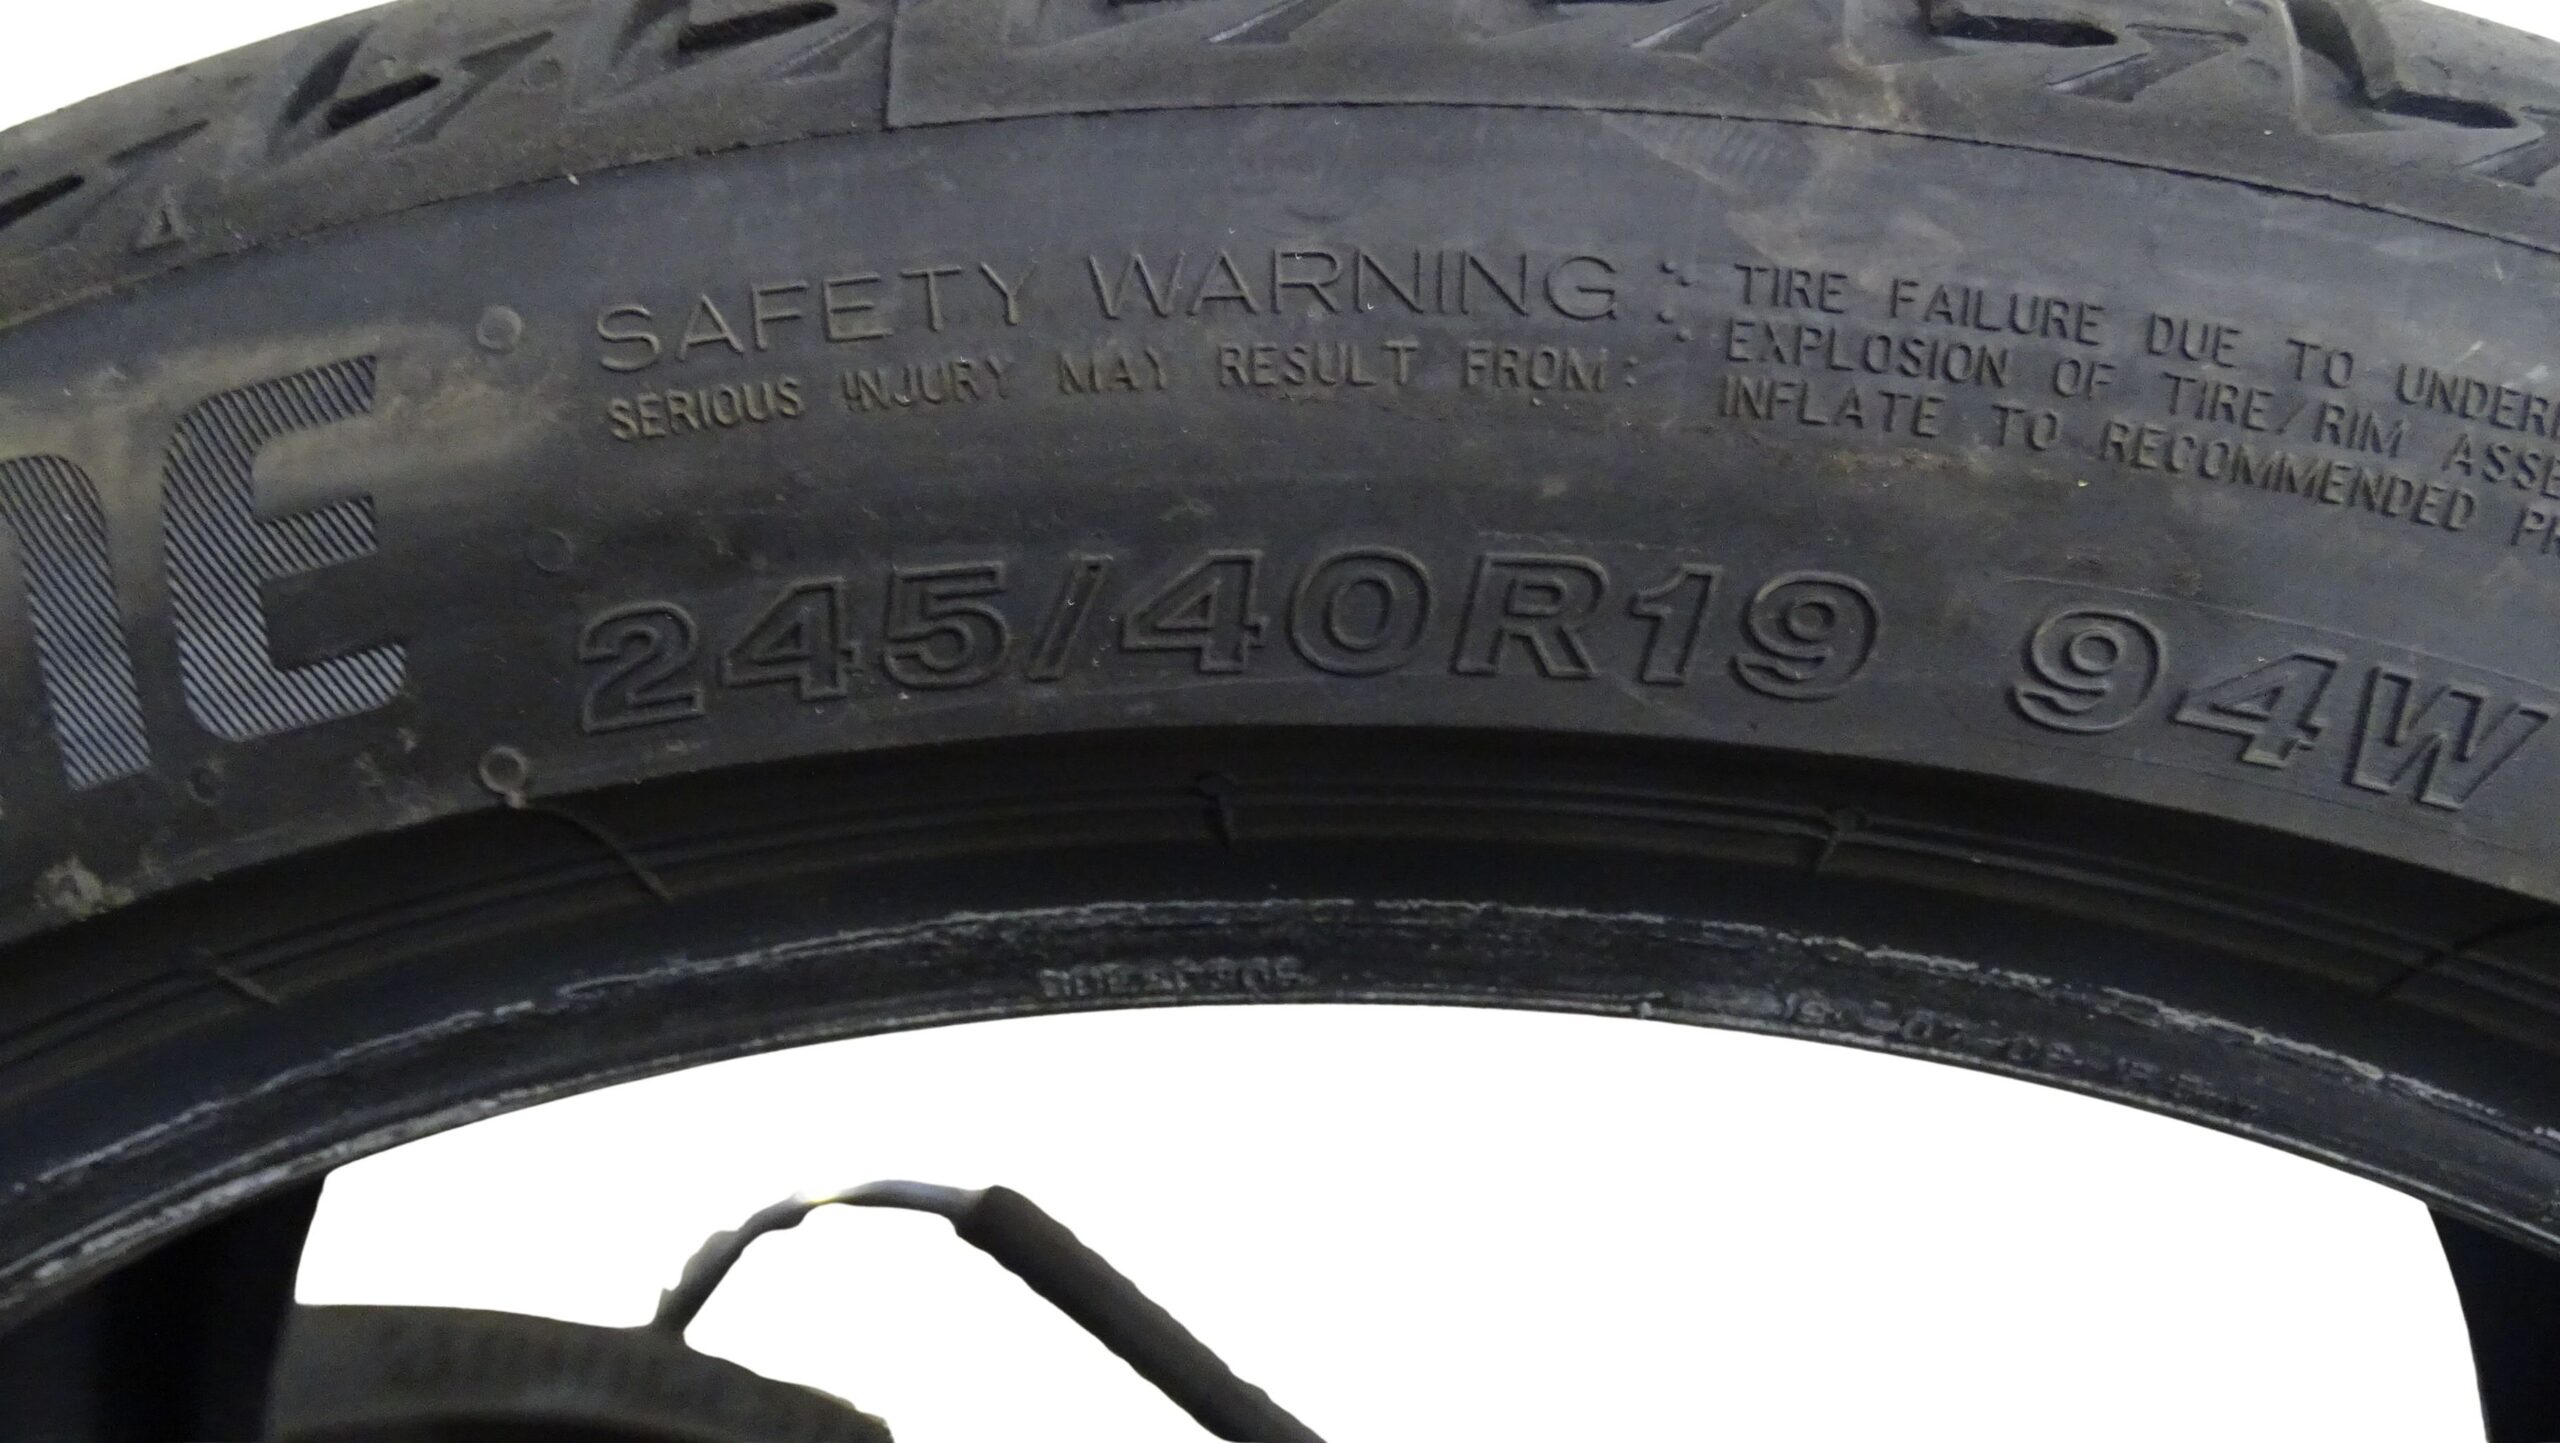 SAFETY WARNING:
SERIOUS INJURY MAY RESULT FROM:
TIRE FAILURE DUE TO
EXPLOSION OF TIRE/RIM
INFLATE TO RECOMMENDED
245/40R19 94W